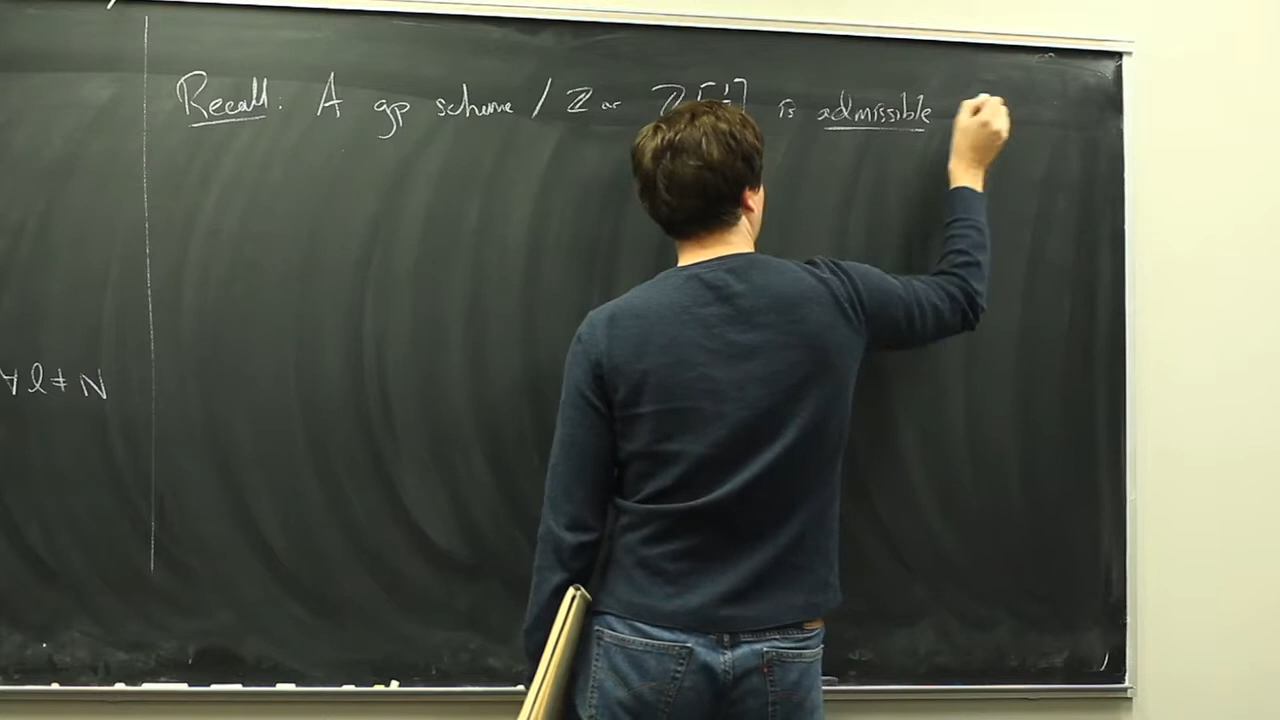 Recall: A gp scheme / ℤ or ℤ[1/ ] is admissible
∀ l ≠ N